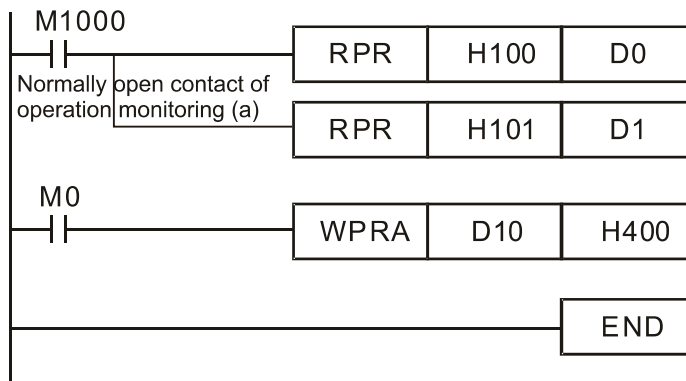 M1000
RPR H100 D0
Normally open contact of
operation monitoring (a)
RPR H101 D1
M0
WPRA D10 H400
END